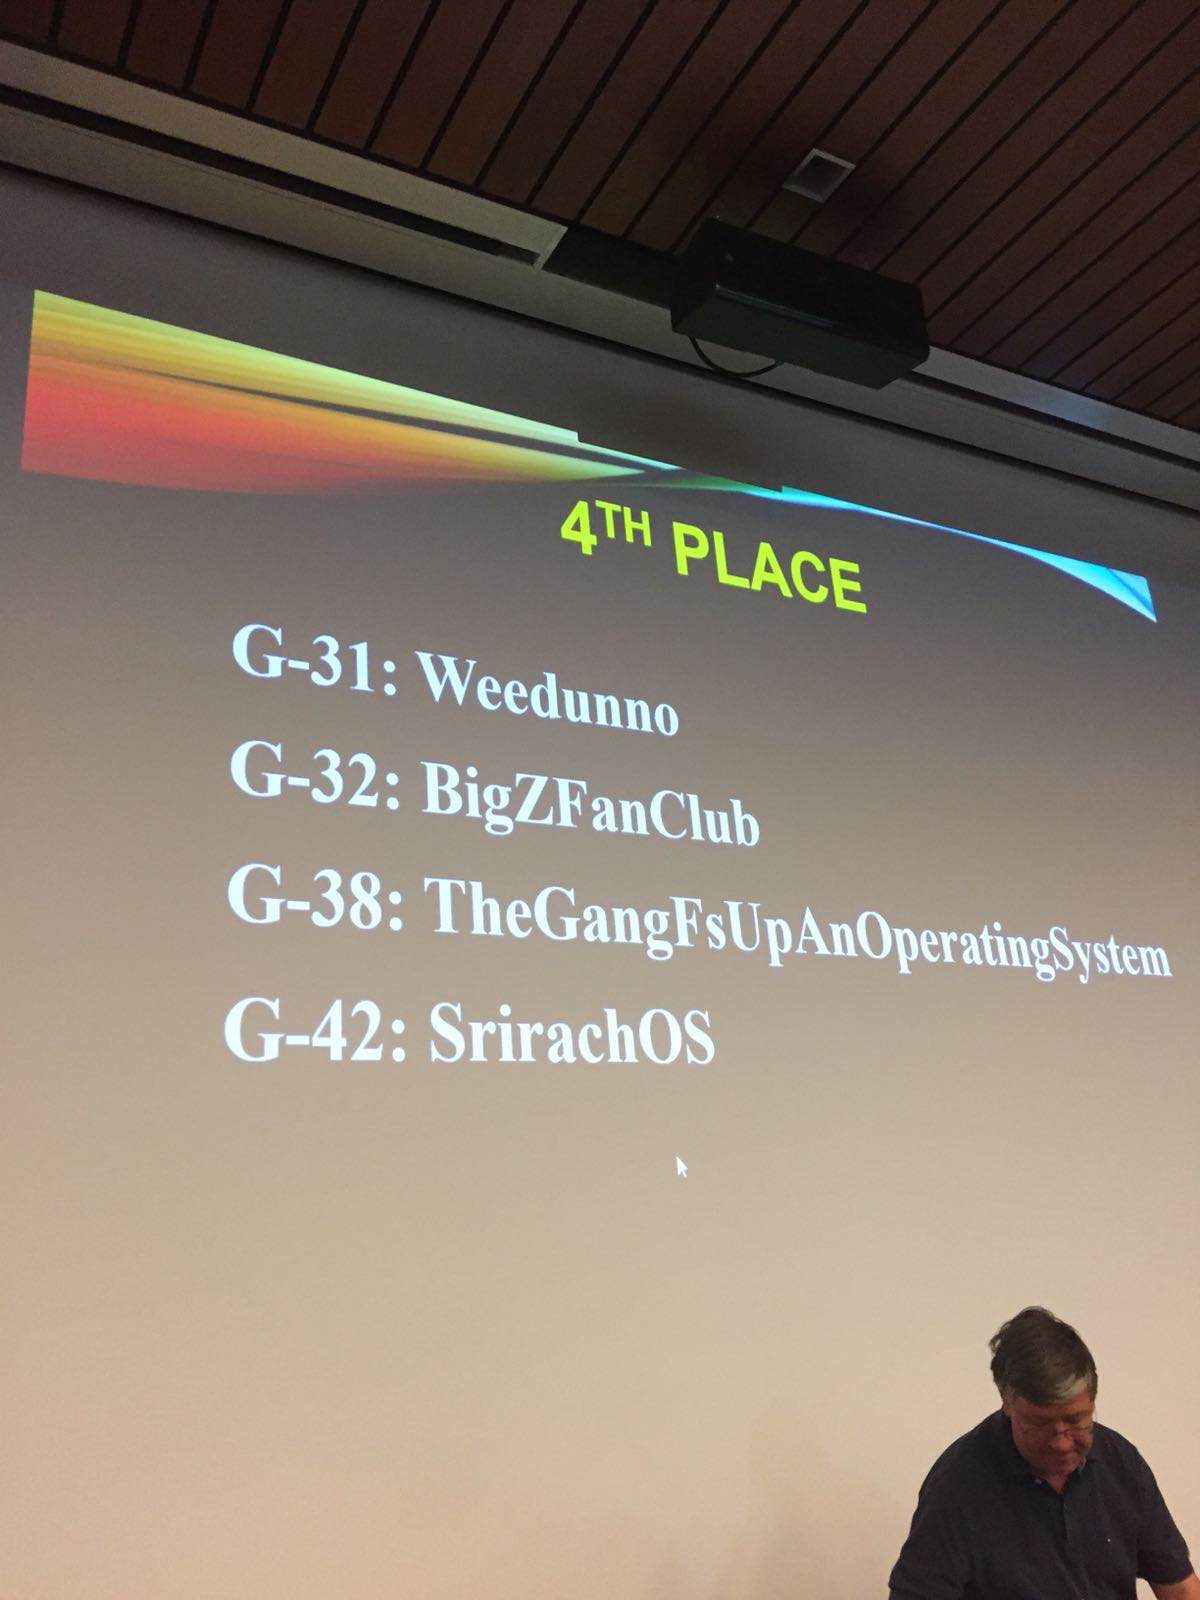 4TH PLACE
G-31: Weedunno
G-32: BigZFanClub
G-38: TheGangFsUpAnOperatingSystem
G-42: SrirachOS